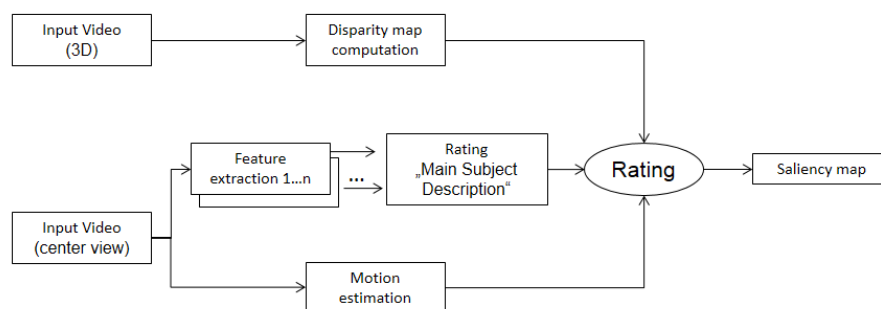 Input Video
(3D)
Disparity map
computation
Feature
extraction 1...n
...
Rating
„Main Subject
Description“
Rating
Saliency map
Input Video
(center view)
Motion
estimation